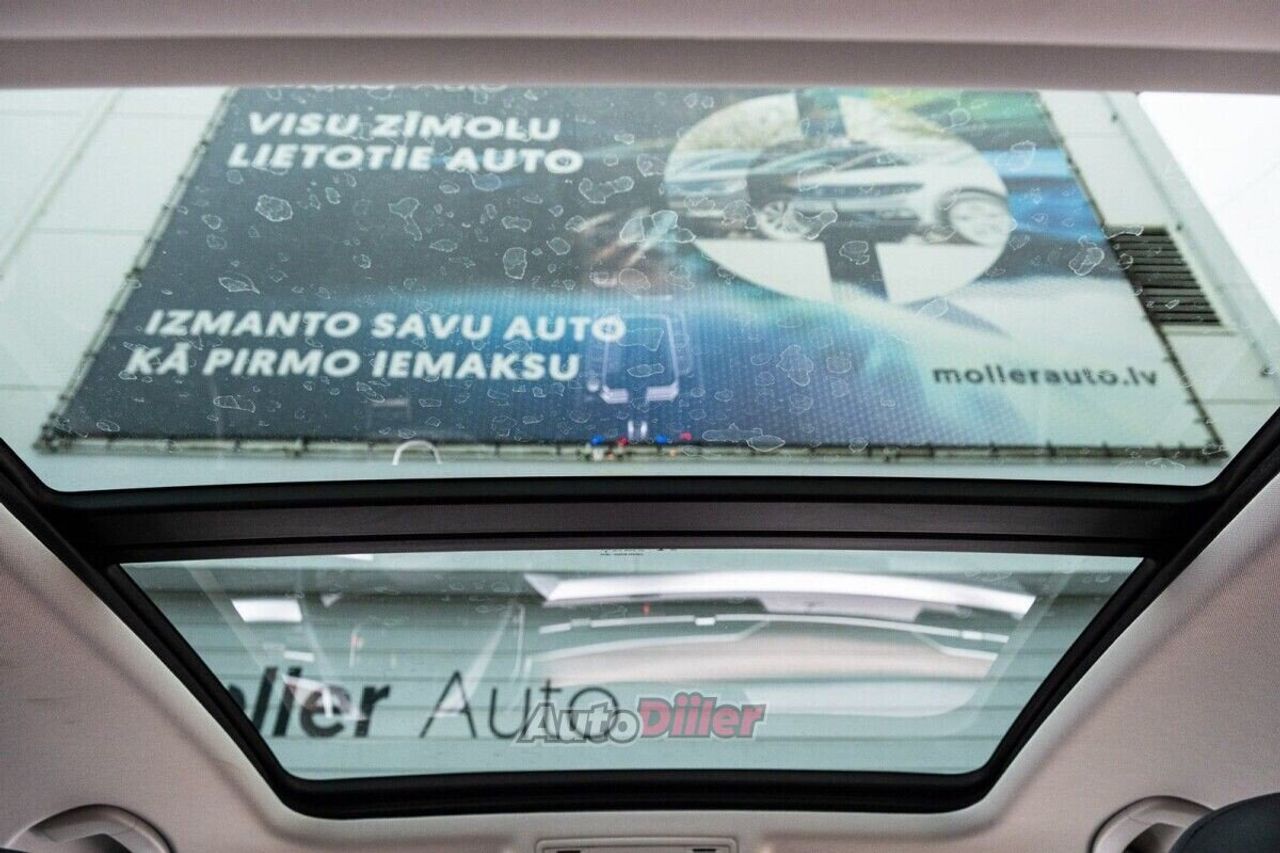 VISU ZĪMOLU
LIETOTIE AUTO
IZMANTO SAVU AUTO
KĀ PIRMO IEMAKSU
mollerauto.lv
ller Auto
AutoDiiler